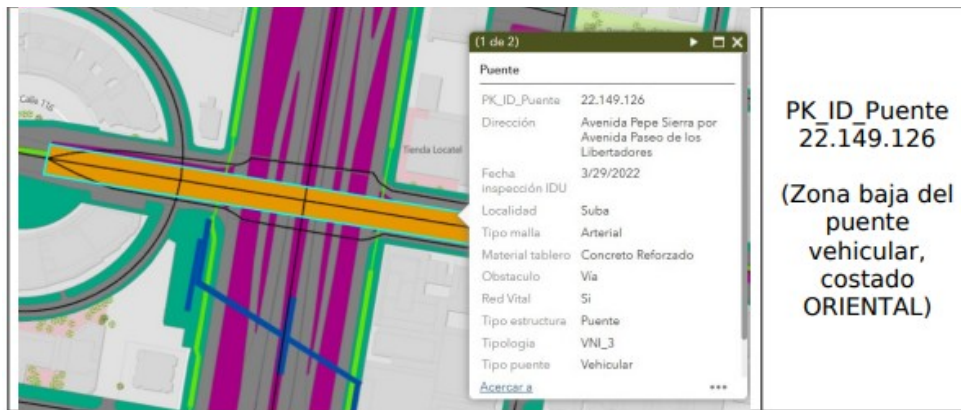 Calle 116
Tienda Locatel
(1 de 2)
Puente
PK_ID_Puente 22.149.126
Dirección Avenida Pepe Sierra por
Avenida Paseo de los
Libertadores
Fecha
inspección IDU 3/29/2022
Localidad Suba
Tipo malla Arterial
Material tablero Concreto Reforzado
Obstaculo Vía
Red Vital Si
Tipo estructura Puente
Tipologia VNI_3
Tipo puente Vehicular
Acercar a
PK_ID_Puente
22.149.126
(Zona baja del
puente
vehicular,
costado
ORIENTAL)